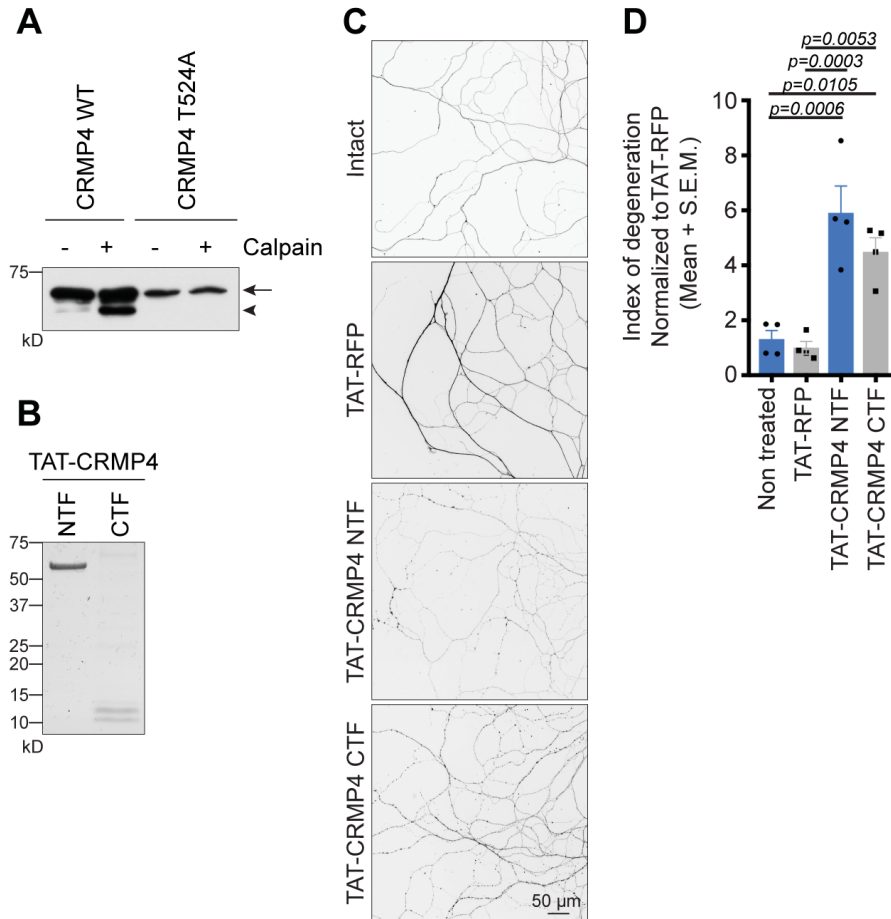 A
CRMP4 WT
CRMP4 T524A
- + - + Calpain
75
kD
B
TAT-CRMP4
NTF
CTF
75
50
37
25
20
15
10
kD
C
Intact
TAT-RFP
TAT-CRMP4 NTF
TAT-CRMP4 CTF
50 µm
D
p=0.0053
p=0.0003
p=0.0105
p=0.0006
Index of degeneration
Normalized toTAT-RFP
(Mean + S.E.M.)
10
8
6
4
2
0
Non treated
TAT-RFP
TAT-CRMP4 NTF
TAT-CRMP4 CTF